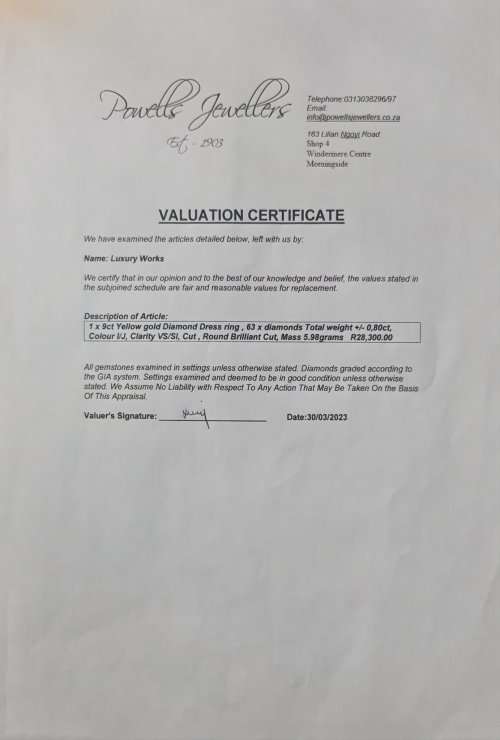 Powells Jewellers
Est - 1903
Telephone:0313038296/97
Email:
info@powellsjewellers.co.za
163 Lilian Ngoyi Road
Shop 4
Windermere Centre
Morningside
VALUATION CERTIFICATE
We have examined the articles detailed below, left with us by:
Name: Luxury Works
We certify that in our opinion and to the best of our knowledge and belief, the values stated in
the subjoined schedule are fair and reasonable values for replacement.
Description of Article:
1 x 9ct Yellow gold Diamond Dress ring , 63 x diamonds Total weight +/- 0,80ct,
Colour I/J, Clarity VS/SI, Cut , Round Brilliant Cut, Mass 5.98grams R28,300.00
All gemstones examined in settings unless otherwise stated. Diamonds graded according to
the GIA system. Settings examined and deemed to be in good condition unless otherwise
stated. We Assume No Liability with Respect To Any Action That May Be Taken On the Basis
Of This Appraisal.
Valuer's Signature:
Date:30/03/2023